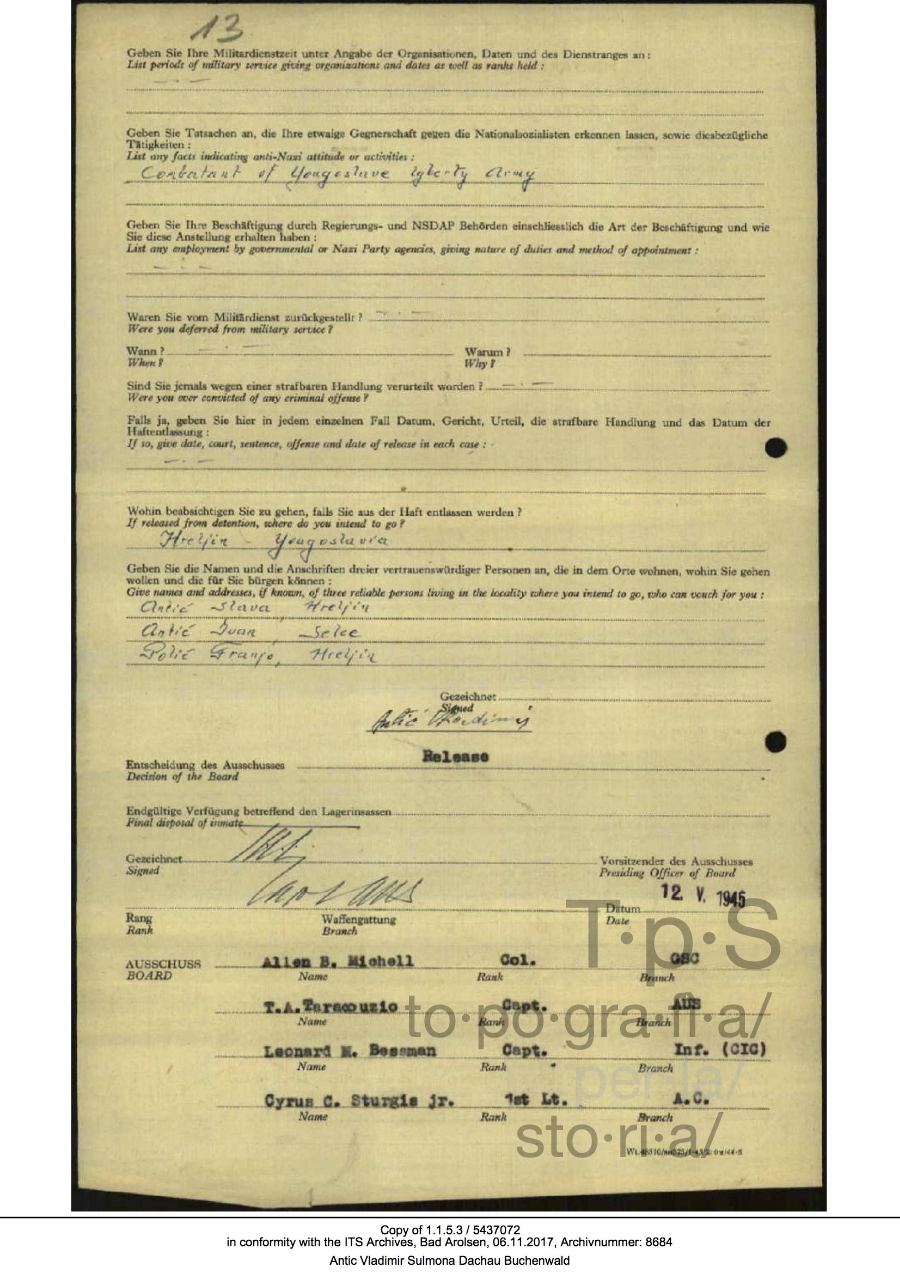 13
Geben Sie Ihre Militärdienstzeit unter Angabe der Organisationen, Daten und des Dienstranges an :
List periods of military service giving organizations and dates as well as ranks held :
— · —
Geben Sie Tatsachen an, die Ihre etwaige Gegnerschaft gegen die Nationalsozialisten erkennen lassen, sowie diesbezügliche
Tätigkeiten :
List any facts indicating anti-Nazi attitude or activities :
Combatant of Yougoslave Army
Geben Sie Ihre Beschäftigung durch Regierungs- und NSDAP Behörden einschliesslich die Art der Beschäftigung und wie
Sie diese Anstellung erhalten haben :
List any employment by governmental or Nazi Party agencies, giving nature of duties and method of appointment :
— · —
Waren Sie vom Militärdienst zurückgestellt ? — · —
Were you deferred from military service ?
Wann ? — · — Warum ?
When ? Why ?
Sind Sie jemals wegen einer strafbaren Handlung verurteilt worden ? — · —
Were you ever convicted of any criminal offense ?
Falls ja, geben Sie hier in jedem einzelnen Fall Datum, Gericht, Urteil, die strafbare Handlung und das Datum der
Haftentlassung :
If so, give date, court, sentence, offense and date of release in each case :
— · —
Wohin beabsichtigen Sie zu gehen, falls Sie aus der Haft entlassen werden ?
If released from detention, where do you intend to go ?
Hreljin - Yougoslavia
Geben Sie die Namen und die Anschriften dreier vertrauenswürdiger Personen an, die in dem Orte wohnen, wohin Sie gehen
wollen und die für Sie bürgen können :
Give names and addresses, if known, of three reliable persons living in the locality where you intend to go, who can vouch for you :
Antić Slava, Hreljin
Antić Ivan, Selce
Polić Franjo, Hreljin
Gezeichnet
Signed
Antić
Release
Entscheidung des Ausschusses
Decision of the Board
Endgültige Verfügung betreffend den Lagerinsassen
Final disposal of inmate
Gezeichnet Vorsitzender des Ausschusses
Signed Presiding Officer of Board
Capt AUS
12. V. 1945
Datum
Rang Waffengattung Date
Rank Branch
AUSSCHUSS Allen B. Michell Col. GSC
BOARD Name Rank Branch
T.A.Taracouzio Capt. AUS
Name Rank Branch
Leonard M. Bessman Capt. Inf. (CIC)
Name Rank Branch
Cyrus C. Sturgis jr. 1st Lt. A.C.
Name Rank Branch
T·p·S
to·po·gra·fi·a/
per la/
sto·ri·a/
Copy of 1.1.5.3 / 5437072
in conformity with the ITS Archives, Bad Arolsen, 06.11.2017, Archivnummer: 8684
Antic Vladimir Sulmona Dachau Buchenwald